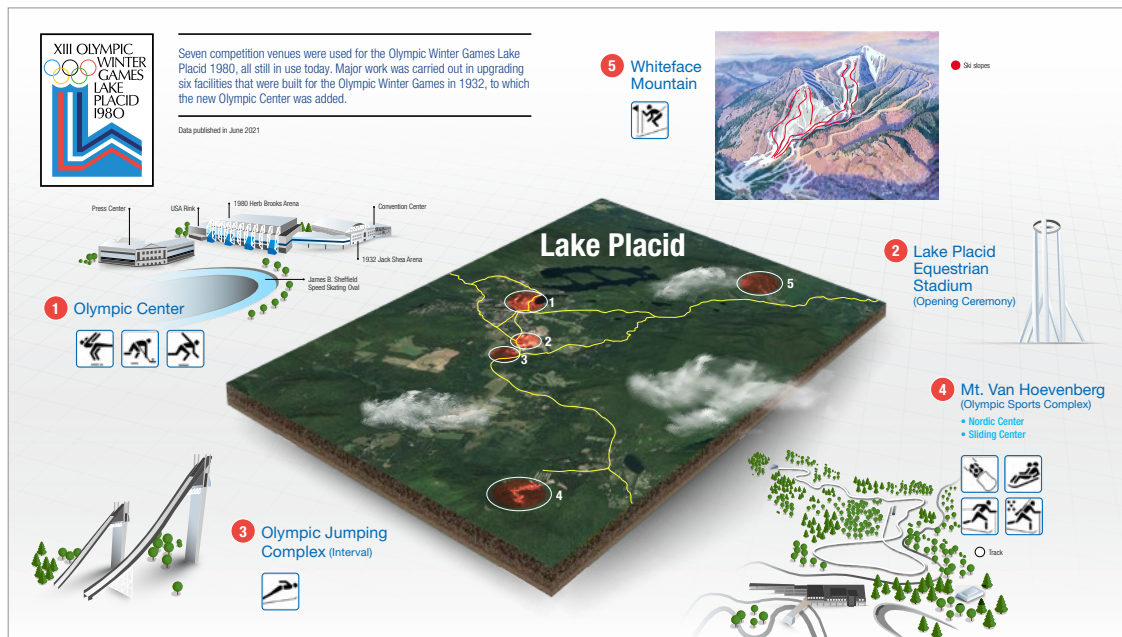 XIII OLYMPIC
WINTER
GAMES
LAKE
PLACID
1980
Seven competition venues were used for the Olympic Winter Games Lake
Placid 1980, all still in use today. Major work was carried out in upgrading
six facilities that were built for the Olympic Winter Games in 1932, to which
the new Olympic Center was added.
Data published in June 2021
5 Whiteface
Mountain
Ski slopes
Press Center
USA Rink
1980 Herb Brooks Arena
Convention Center
1932 Jack Shea Arena
James B. Sheffield
Speed Skating Oval
1 Olympic Center
Lake Placid
1
2
3
4
5
2 Lake Placid
Equestrian
Stadium
(Opening Ceremony)
4 Mt. Van Hoevenberg
(Olympic Sports Complex)
• Nordic Center
• Sliding Center
Track
3 Olympic Jumping
Complex (Interval)